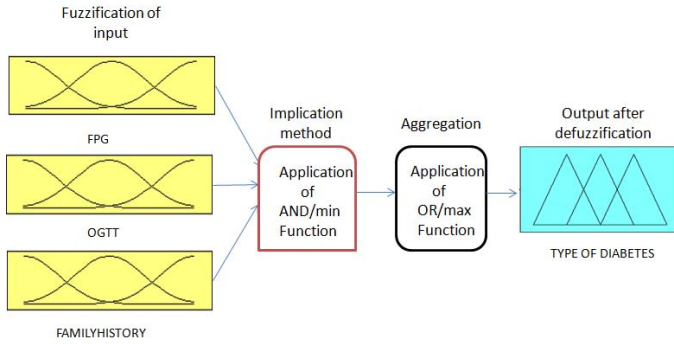 Fuzzification of
input
FPG
OGTT
FAMILYHISTORY
Implication
method
Application
of
AND/min
Function
Aggregation
Application
of
OR/max
Function
Output after
defuzzification
TYPE OF DIABETES